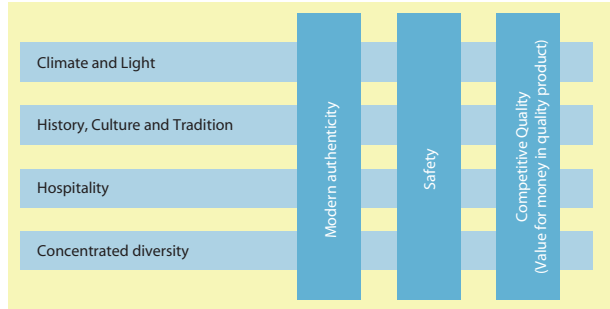 Climate and Light
History, Culture and Tradition
Hospitality
Concentrated diversity
Modern authenticity
Safety
Competitive Quality
(Value for money in quality product)